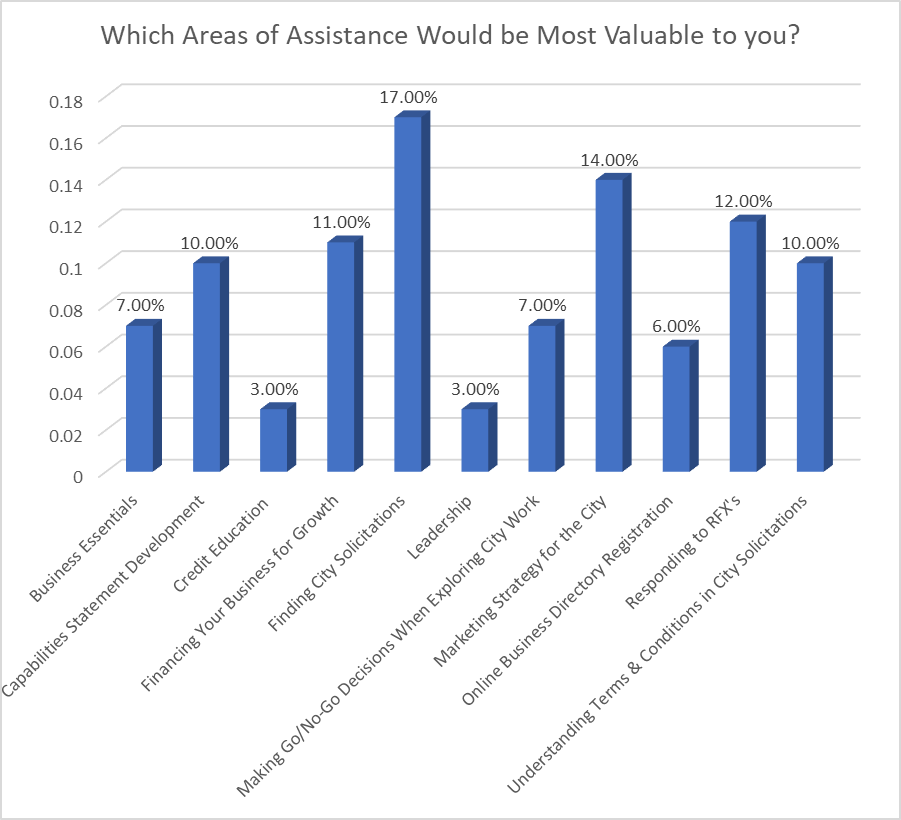 Which Areas of Assistance Would be Most Valuable to you?
0.18
0.16
0.14
0.12
0.1
0.08
0.06
0.04
0.02
0
7.00%
10.00%
3.00%
11.00%
17.00%
3.00%
7.00%
14.00%
6.00%
12.00%
10.00%
Business Essentials
Capabilities Statement Development
Credit Education
Financing Your Business for Growth
Finding City Solicitations
Leadership
Making Go/No-Go Decisions When Exploring City Work
Marketing Strategy for the City
Online Business Directory Registration
Responding to RFX's
Understanding Terms & Conditions in City Solicitations